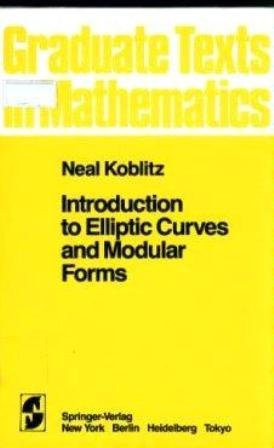 Graduate Texts
in Mathematics
Neal Koblitz
Introduction
to Elliptic Curves
and Modular
Forms
Springer-Verlag
New York Berlin Heidelberg Tokyo